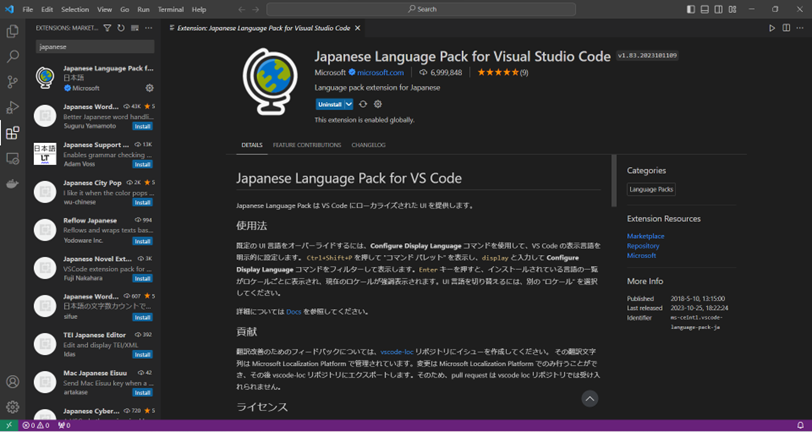 File Edit Selection View Go Run Terminal Help
Search
EXTENSIONS: MARKET...
japanese
Japanese Language Pack f...
日本語
Microsoft
Japanese Word... 43K 5
Better Japanese word handli...
Suguru Yamamoto Install
日本語
LT
Japanese Support ... 13K
Enables grammar checking ...
Adam Voss Install
Japanese City Pop 2K 5
I like it when the color pops ...
wu-chinese Install
Reflow Japanese 994
Reflows and wraps texts bas...
Yodoware Inc. Install
Japanese Novel Ext... 3K
VSCode extension pack for ...
Fuji Nakahara Install
Japanese Word... 607 5
日本語の文字数カウントで...
sifue Install
TEI Japanese Editor 392
Edit and display TEI/XML
ldas Install
Mac Japanese Eisuu 42
Send Mac Eisuu key when a ...
artakase Install
Japanese Cyber... 720 5
Extension: Japanese Language Pack for Visual Studio Code
Japanese Language Pack for Visual Studio Code v1.83.2023101109
Microsoft microsoft.com 6,999,848 (9)
Language pack extension for Japanese
Uninstall
This extension is enabled globally.
DETAILS FEATURE CONTRIBUTIONS CHANGELOG
Japanese Language Pack for VS Code
Japanese Language Pack は VS Code にローカライズされた UI を提供します。
使用法
既定の UI 言語をオーバーライドするには、Configure Display Language コマンドを使用して、VS Code の表示言語を
明示的に設定します。 Ctrl+Shift+P を押して "コマンド パレット" を表示し、display と入力して Configure
Display Language コマンドをフィルターして表示します。Enter キーを押すと、インストールされている言語の一覧
がロケールごとに表示され、現在のロケールが強調表示されます。UI 言語を切り替えるには、別の "ロケール" を選択
してください。
詳細については Docs を参照してください。
貢献
翻訳改善のためのフィードバックについては、vscode-loc リポジトリにイシューを作成してください。 その翻訳文字
列は Microsoft Localization Platform で管理されています。変更は Microsoft Localization Platform でのみ行うことがで
き、その後 vscode-loc リポジトリにエクスポートします。そのため、pull request は vscode loc リポジトリでは受け入
れられません。
ライセンス
Categories
Language Packs
Extension Resources
Marketplace
Repository
Microsoft
More Info
Published 2018-5-10, 13:15:00
Last released 2023-10-25, 18:22:24
Identifier ms-ceintl.vscode-
language-pack-ja
0 0 0